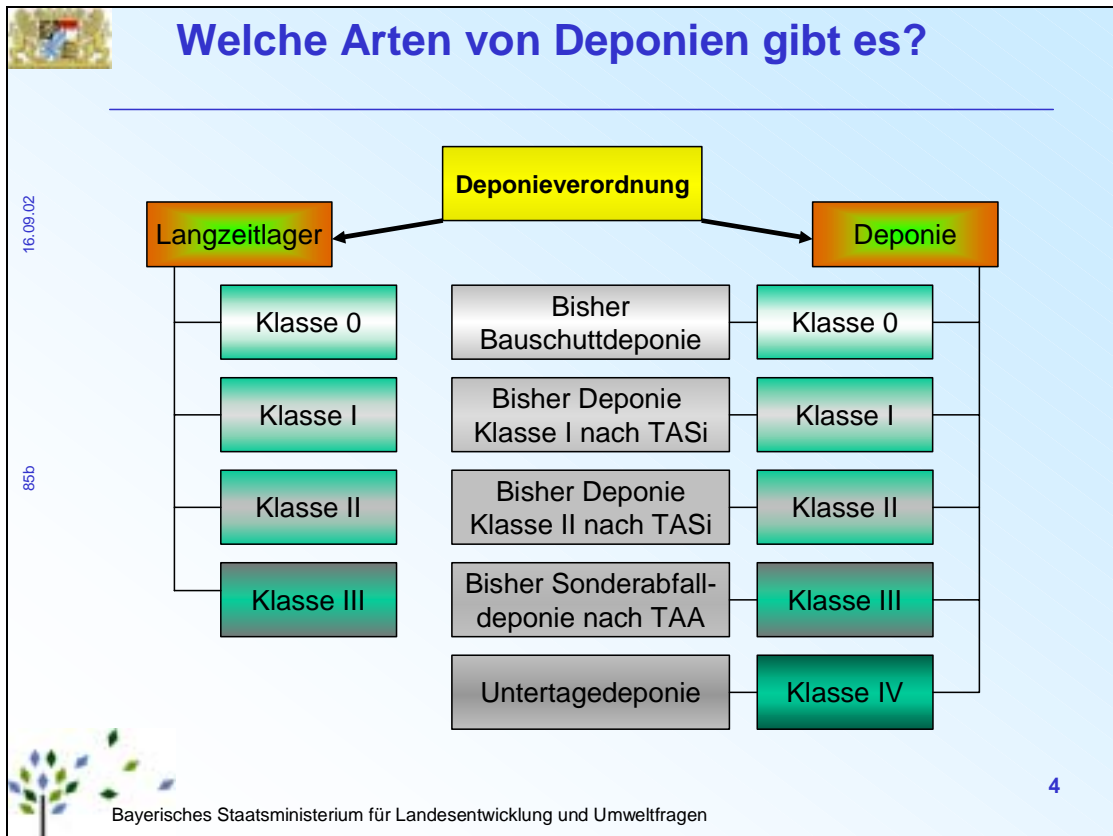 Welche Arten von Deponien gibt es?
16.09.02
85b
Deponieverordnung
Langzeitlager
Deponie
Klasse 0
Klasse I
Klasse II
Klasse III
Bisher
Bauschuttdeponie
Klasse 0
Bisher Deponie
Klasse I nach TASi
Klasse I
Bisher Deponie
Klasse II nach TASi
Klasse II
Bisher Sonderabfall-
deponie nach TAA
Klasse III
Untertagedeponie
Klasse IV
4
Bayerisches Staatsministerium für Landesentwicklung und Umweltfragen